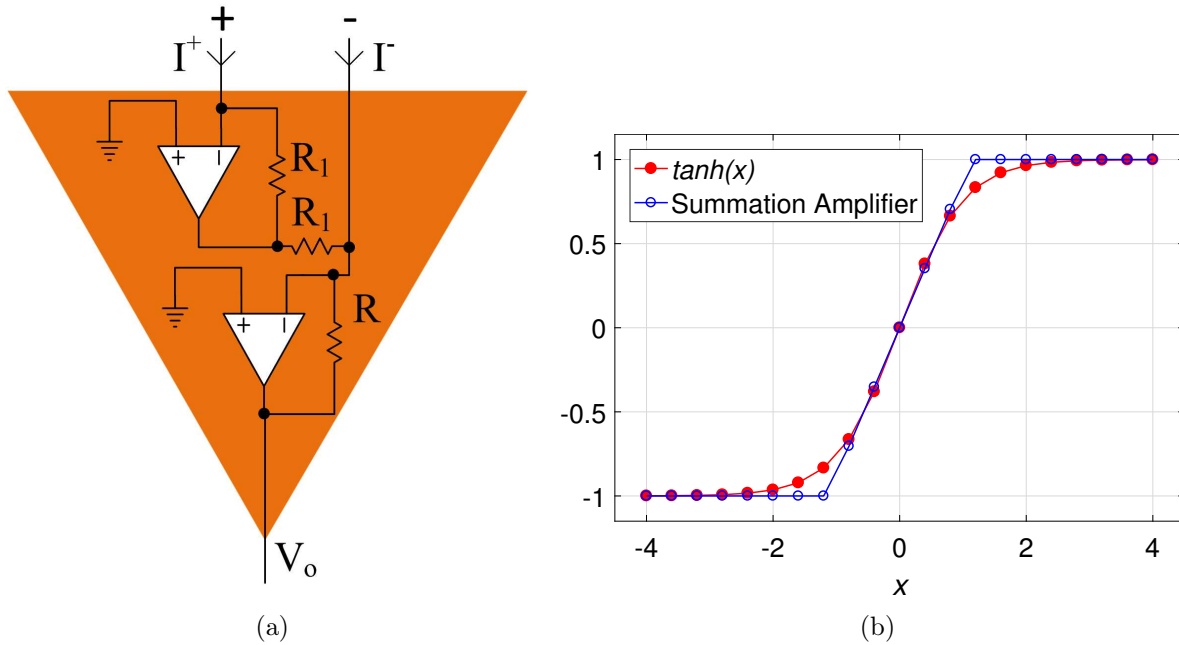 + -
I⁺ I⁻
+ −
R₁
R₁
+ −
R
Vₒ
(a)
tanh(x)
Summation Amplifier
1
0.5
0
-0.5
-1
-4 -2 0 2 4
x
(b)